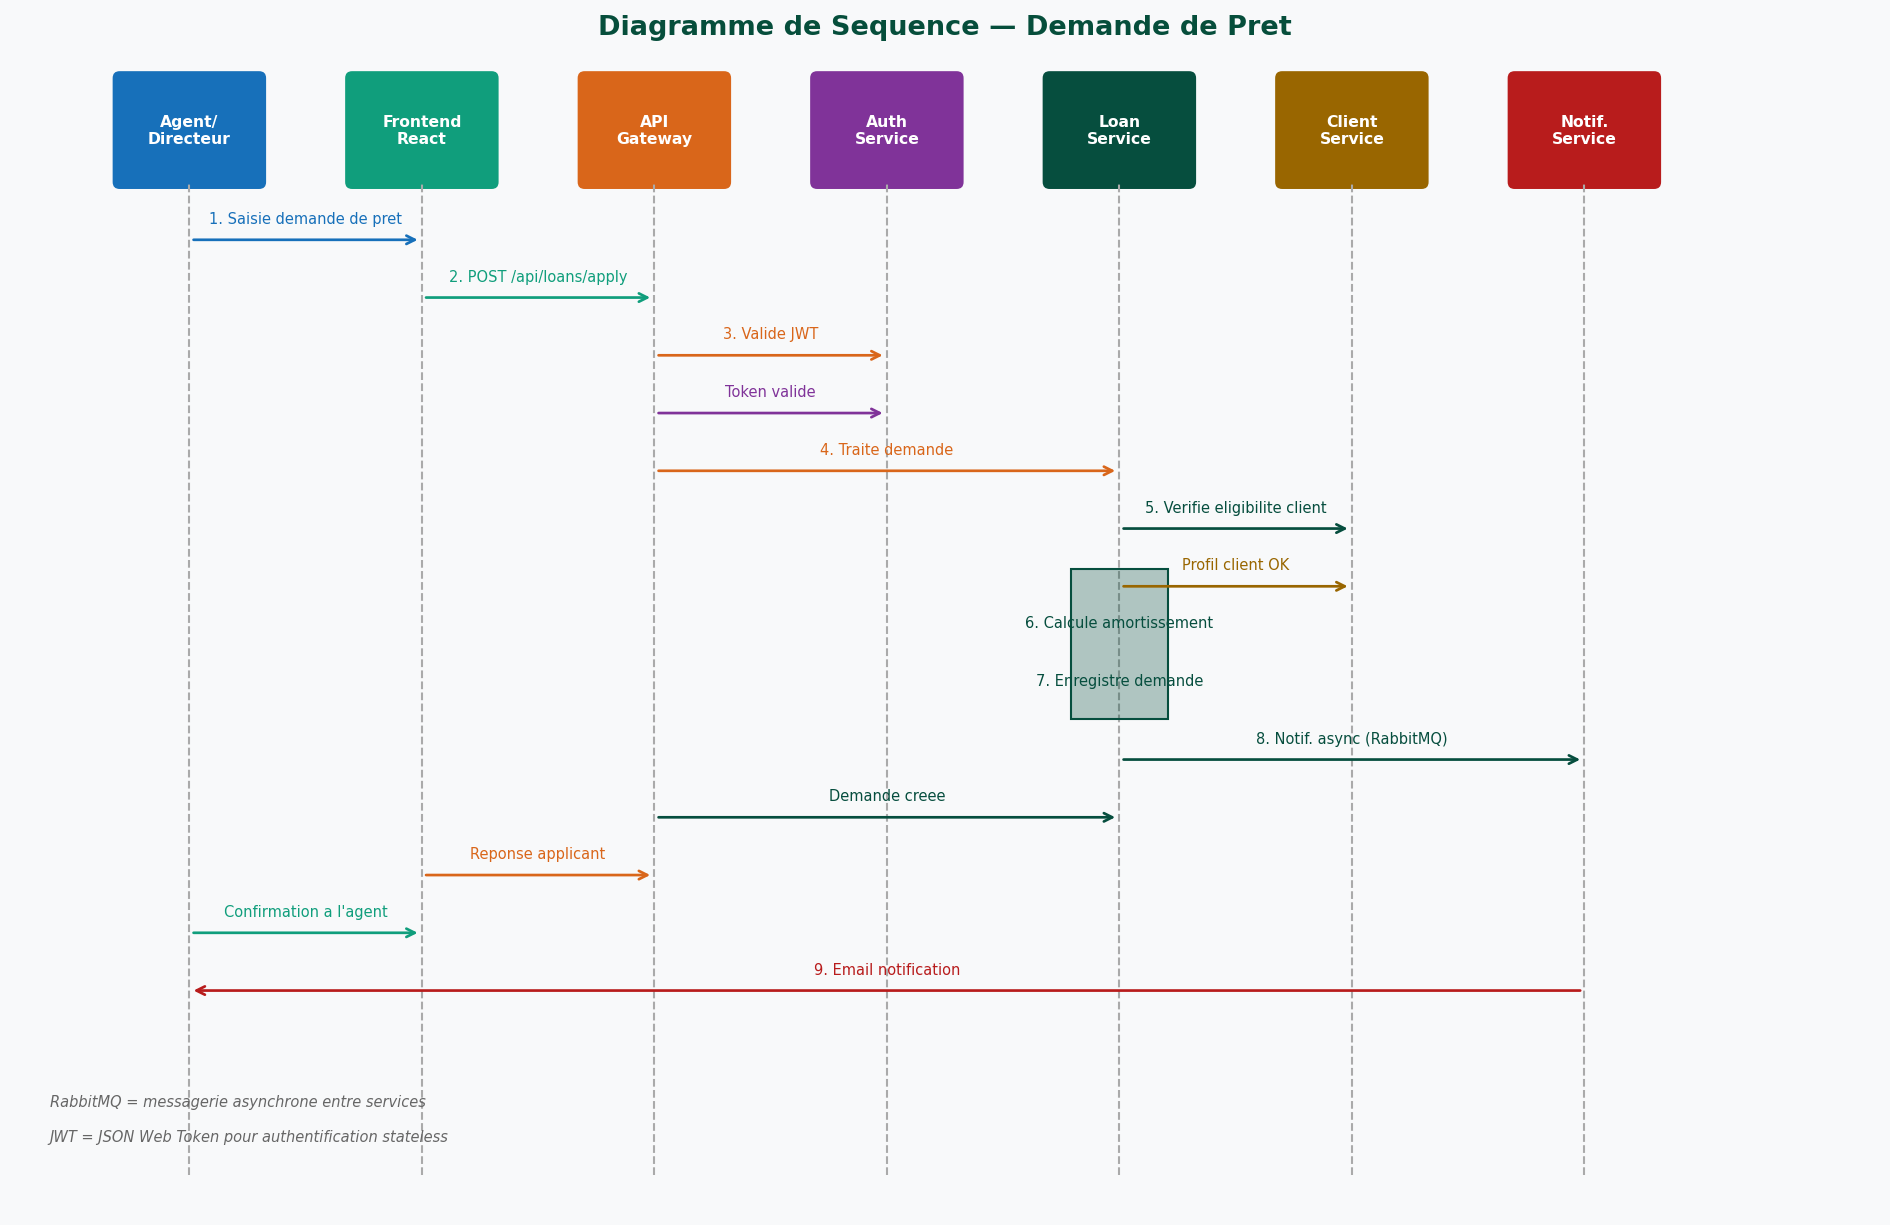 Diagramme de Sequence — Demande de Pret
Agent/
Directeur
Frontend
React
API
Gateway
Auth
Service
Loan
Service
Client
Service
Notif.
Service
1. Saisie demande de pret
2. POST /api/loans/apply
3. Valide JWT
Token valide
4. Traite demande
5. Verifie eligibilite client
Profil client OK
6. Calcule amortissement
7. Enregistre demande
8. Notif. async (RabbitMQ)
Demande creee
Reponse applicant
Confirmation a l'agent
9. Email notification
RabbitMQ = messagerie asynchrone entre services
JWT = JSON Web Token pour authentification stateless